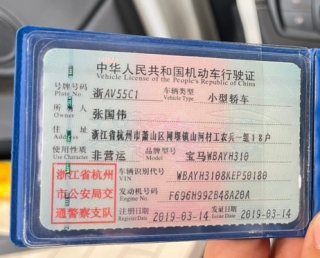 中华人民共和国机动车行驶证
Vehicle License of the People's Republic of China
号牌号码 浙AV55C1 车辆类型 小型轿车
Plate No. Vehicle Type
所有人 张国伟
Owner
住址 浙江省杭州市萧山区河上镇山河村工农兵一组18户
Address
使用性质 非营运 品牌型号 宝马WBAYH310
Use Character Model
浙江省杭州
市公安局交
通警察支队
车辆识别代号 WBAYH3108KEP50180
VIN
发动机号码 F696H992B48A20A
Engine No.
注册日期 2019-03-14 发证日期 2019-03-14
Register Date Issue Date